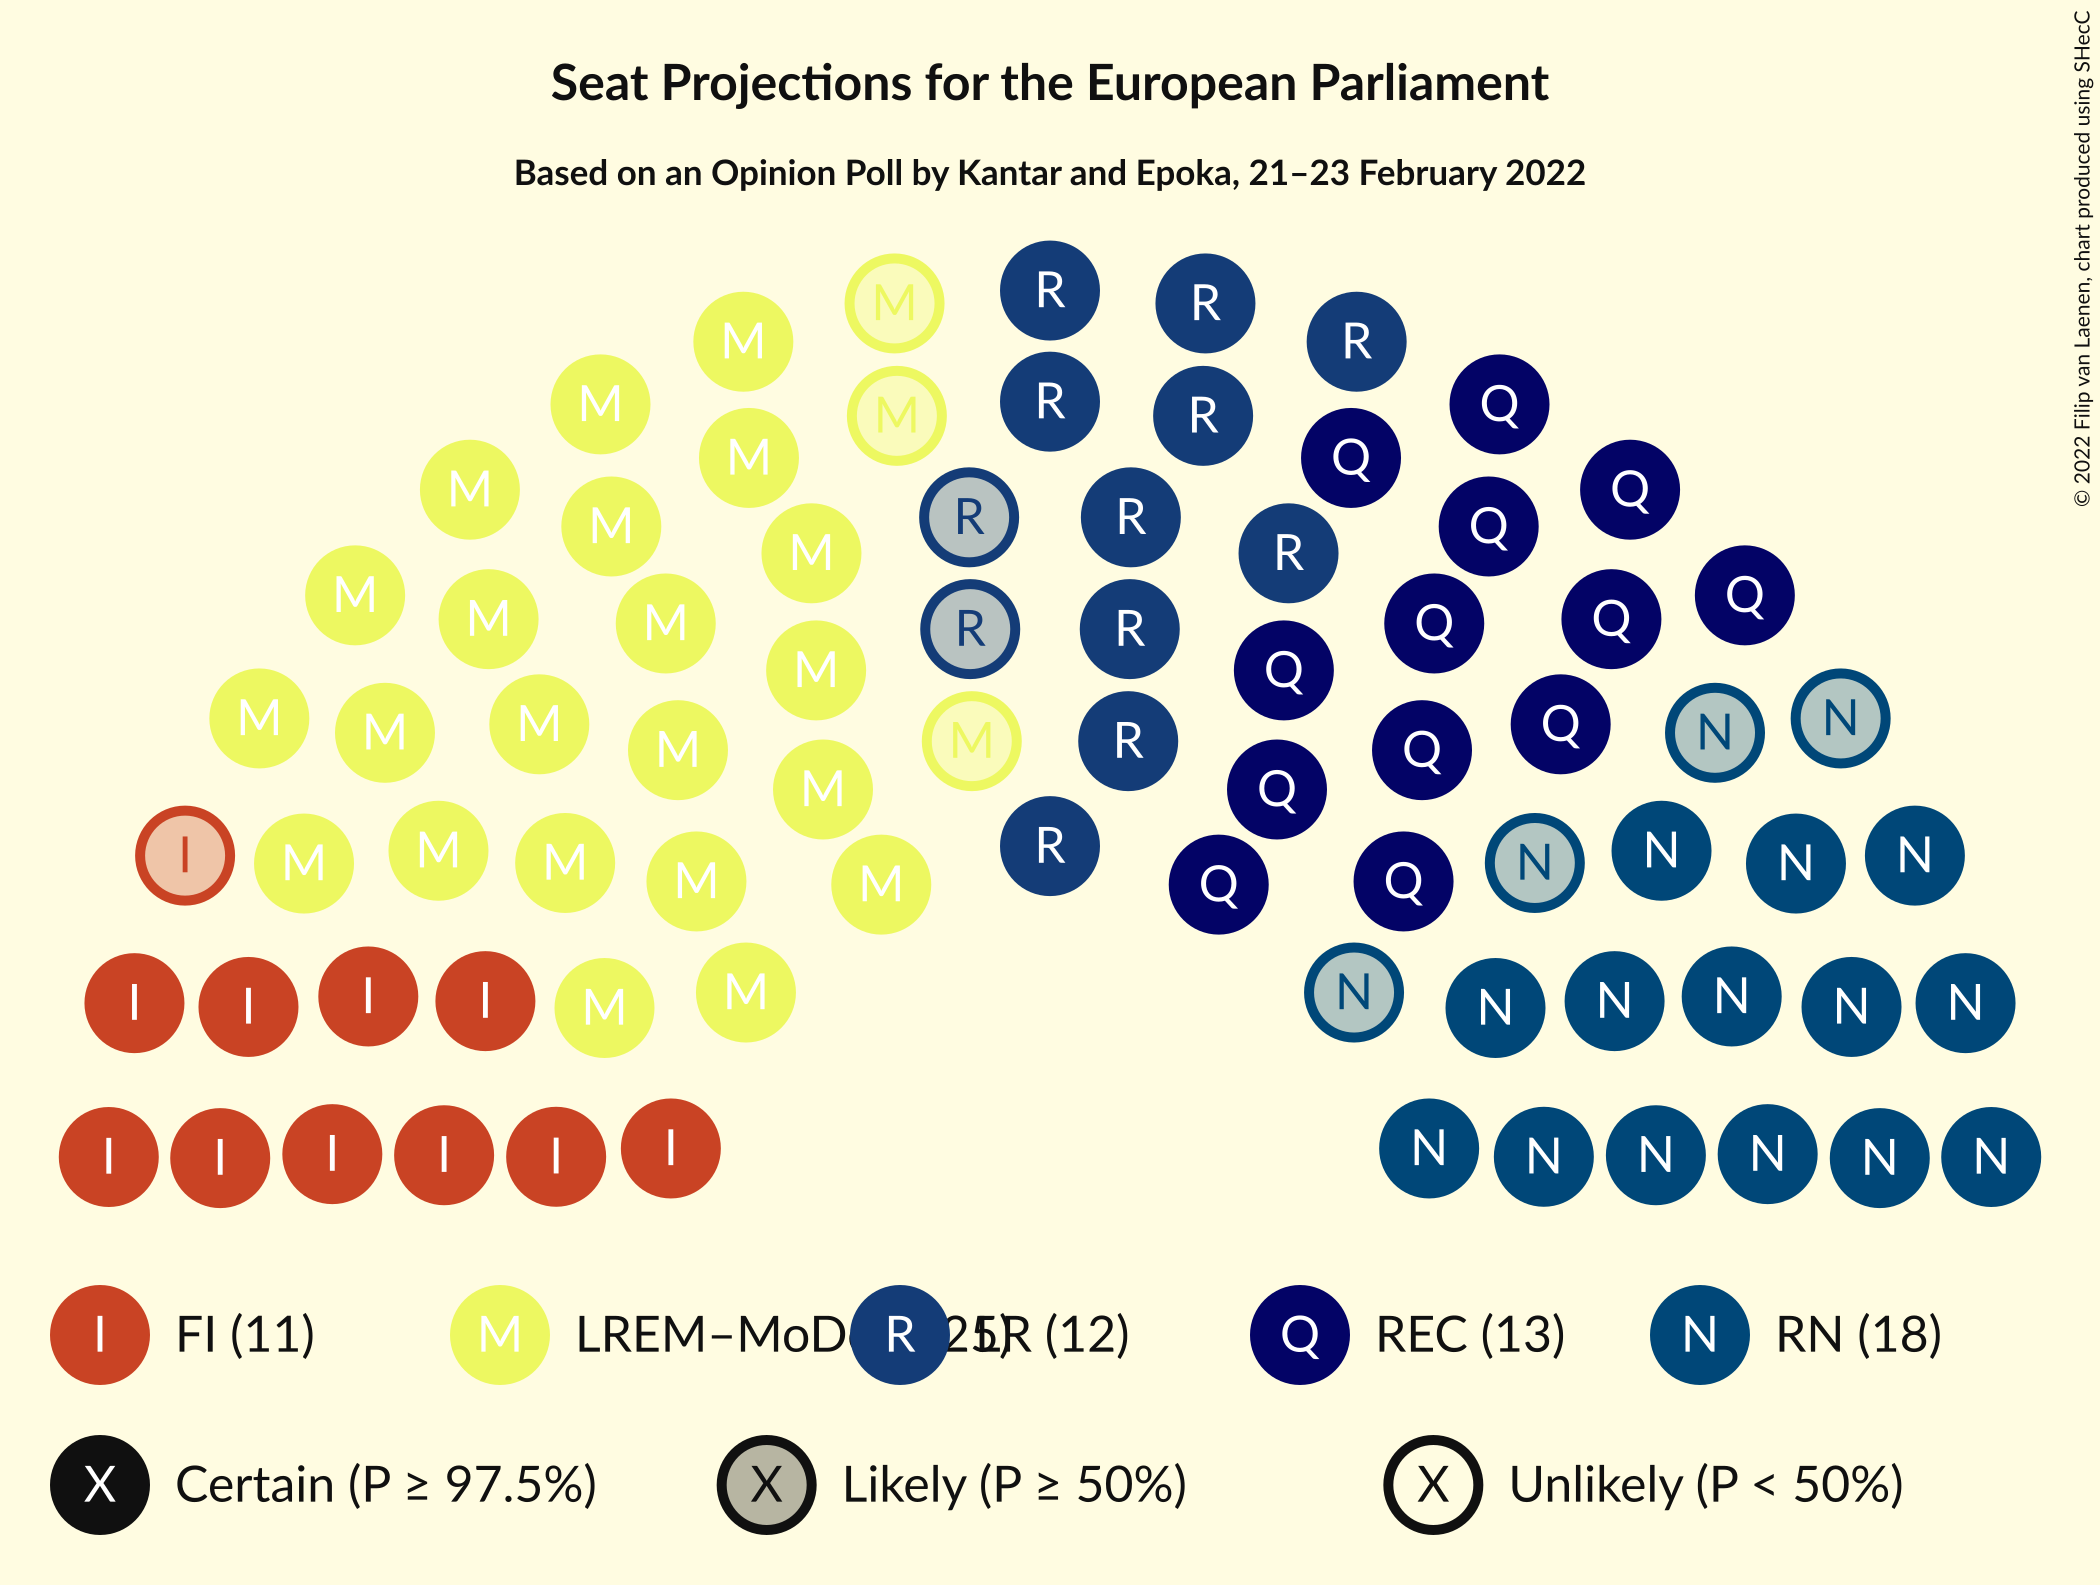 Seat Projections for the European Parliament
Based on an Opinion Poll by Kantar and Epoka, 21–23 February 2022
© 2022 Filip van Laenen, chart produced using SHecC
M R R
M R
M M R R Q
M Q
M M R R Q Q
M R
M M M R R Q Q Q
M Q
M M M M M R Q Q N N
M Q
I M M M M M R Q Q N N N N
I I I I M M N N N N N N
I I I I I I N N N N N N
I FI (11) M LREM–MoD R LR (12) Q REC (13) N RN (18)
X Certain (P ≥ 97.5%) X Likely (P ≥ 50%) X Unlikely (P < 50%)